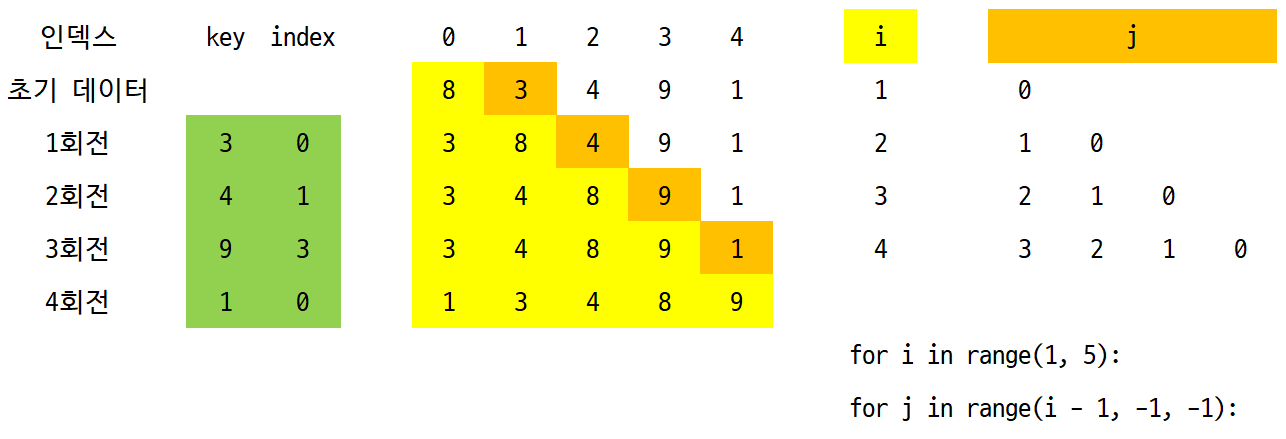 인덱스 key index 0 1 2 3 4 i j
초기 데이터 8 3 4 9 1 1 0
1회전 3 0 3 8 4 9 1 2 1 0
2회전 4 1 3 4 8 9 1 3 2 1 0
3회전 9 3 3 4 8 9 1 4 3 2 1 0
4회전 1 0 1 3 4 8 9
for i in range(1, 5):
for j in range(i – 1, –1, –1):